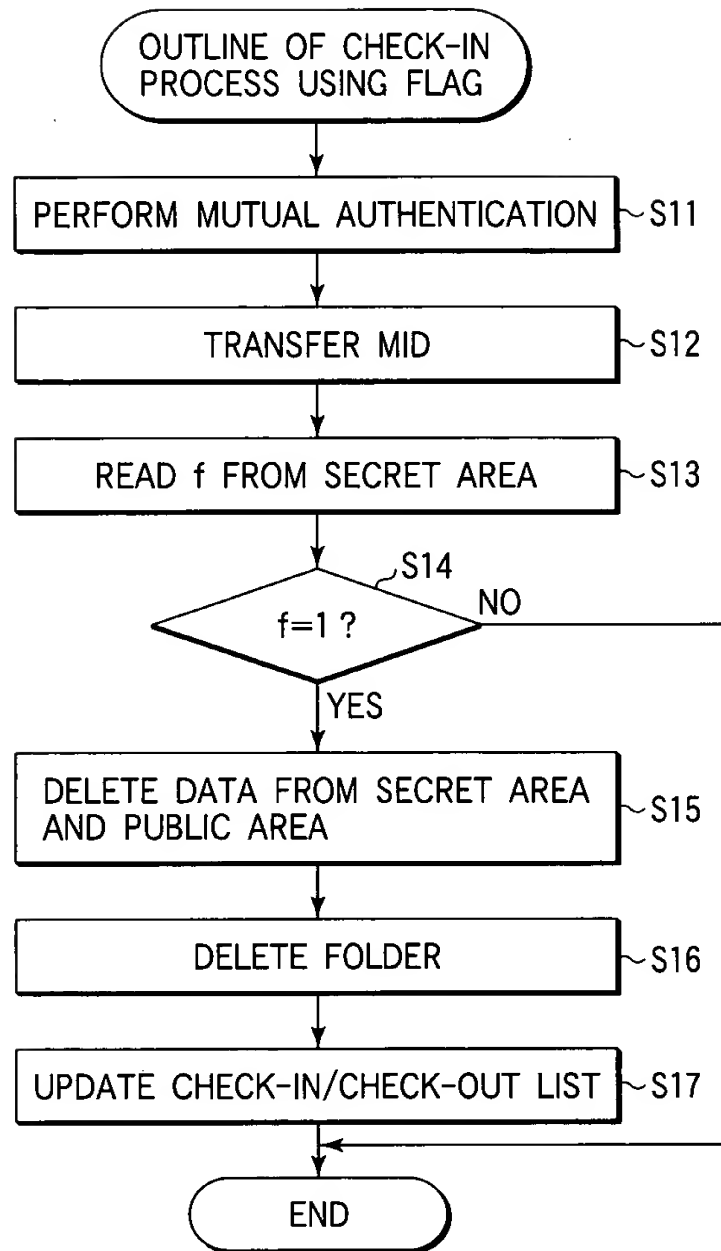 OUTLINE OF CHECK-IN
PROCESS USING FLAG
PERFORM MUTUAL AUTHENTICATION
S11
TRANSFER MID
S12
READ f FROM SECRET AREA
S13
S14
f=1 ?
NO
YES
DELETE DATA FROM SECRET AREA
AND PUBLIC AREA
S15
DELETE FOLDER
S16
UPDATE CHECK-IN/CHECK-OUT LIST
S17
END